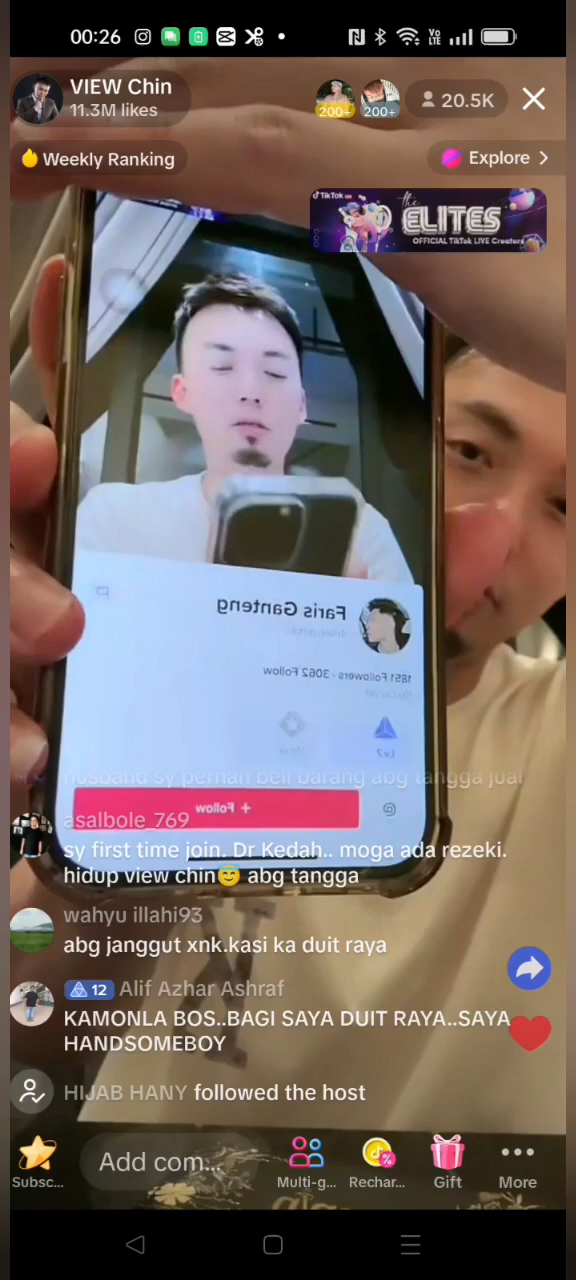 00:26
VIEW Chin
11.3M likes
200+
200+
20.5K
Weekly Ranking
Explore
TikTok
the
ELITES
OFFICIAL TikTok LIVE Creators
Faris Ganteng
1851 Followers · 3062 Follow
Lv.7
+ Follow
husband sy pernah beli barang abg tangga jual
asalbole_769
sy first time join. Dr Kedah.. moga ada rezeki.
hidup view chin😇 abg tangga
wahyu illahi93
abg janggut xnk.kasi ka duit raya
12 Alif Azhar Ashraf
KAMONLA BOS..BAGI SAYA DUIT RAYA..SAYA
HANDSOMEBOY
HIJAB HANY followed the host
Add com...
Subsc...
Multi-g...
Rechar...
Gift
More